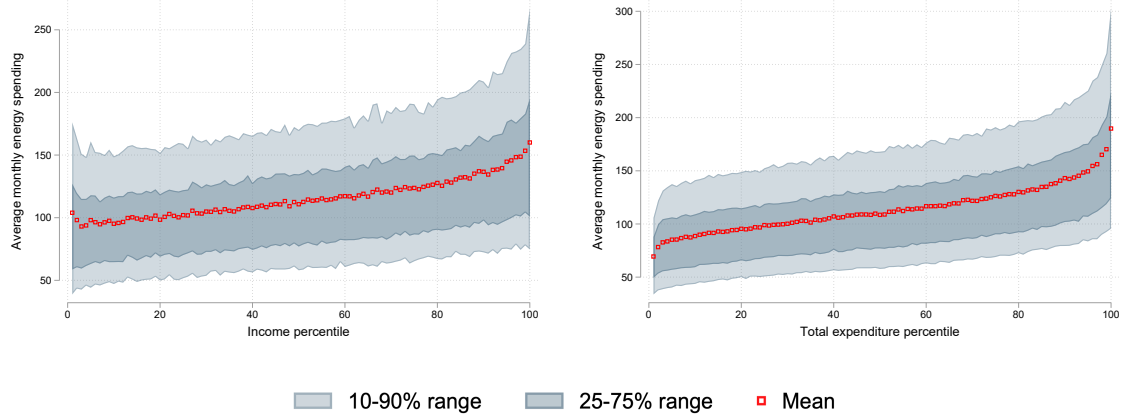 Average monthly energy spending
250
200
150
100
50
0 20 40 60 80 100
Income percentile
Average monthly energy spending
300
250
200
150
100
50
0 20 40 60 80 100
Total expenditure percentile
10-90% range 25-75% range Mean